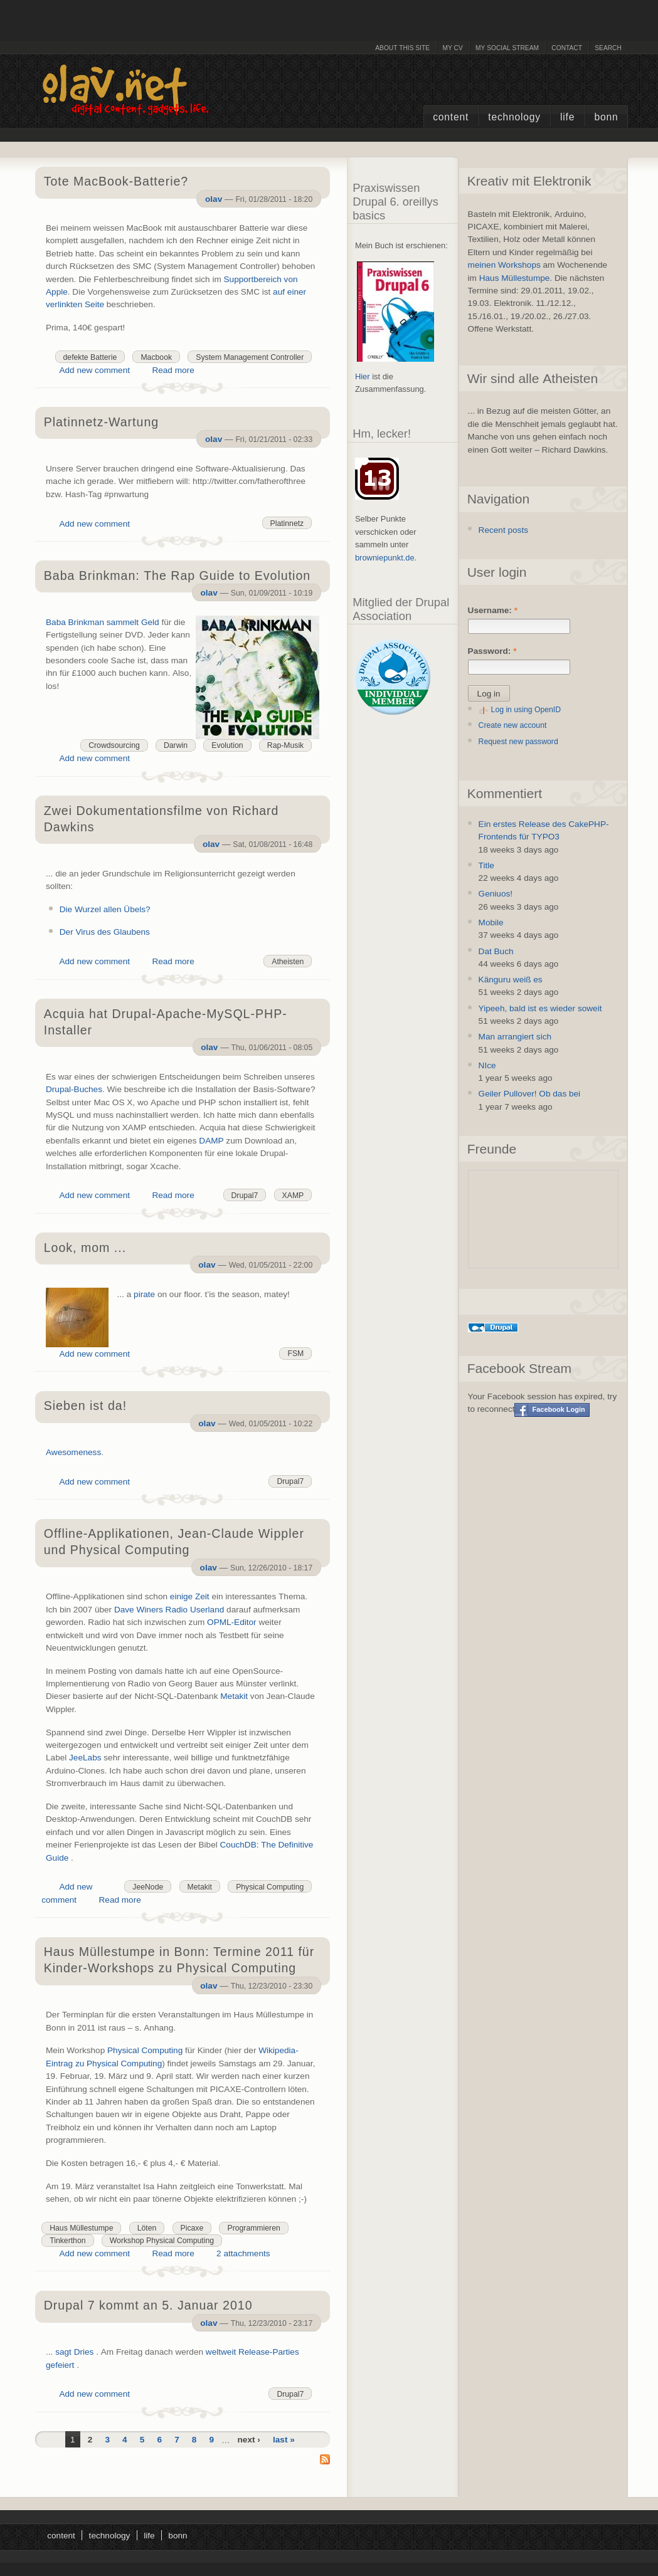 ABOUT THIS SITE
MY CV
MY SOCIAL STREAM
CONTACT
SEARCH
olav.net
digital content. gadgets. life.
content
technology
life
bonn
Tote MacBook-Batterie?
olav — Fri, 01/28/2011 - 18:20
Bei meinem weissen MacBook mit austauschbarer Batterie war diese
komplett ausgefallen, nachdem ich den Rechner einige Zeit nicht in
Betrieb hatte. Das scheint ein bekanntes Problem zu sein und kann
durch Rücksetzen des SMC (System Management Controller) behoben
werden. Die Fehlerbeschreibung findet sich im Supportbereich von
Apple. Die Vorgehensweise zum Rücksetzen des SMC ist auf einer
verlinkten Seite beschrieben.
Prima, 140€ gespart!
defekte Batterie
Macbook
System Management Controller
Add new comment
Read more
Platinnetz-Wartung
olav — Fri, 01/21/2011 - 02:33
Unsere Server brauchen dringend eine Software-Aktualisierung. Das
mache ich gerade. Wer mitfiebern will: http://twitter.com/fatherofthree
bzw. Hash-Tag #pnwartung
Add new comment
Platinnetz
Baba Brinkman: The Rap Guide to Evolution
olav — Sun, 01/09/2011 - 10:19
Baba Brinkman sammelt Geld für die
Fertigstellung seiner DVD. Jeder kann
spenden (ich habe schon). Eine
besonders coole Sache ist, dass man
ihn für £1000 auch buchen kann. Also,
los!
BABA BRINKMAN
THE RAP GUIDE TO EVOLUTION
Crowdsourcing
Darwin
Evolution
Rap-Musik
Add new comment
Zwei Dokumentationsfilme von Richard
Dawkins
olav — Sat, 01/08/2011 - 16:48
... die an jeder Grundschule im Religionsunterricht gezeigt werden
sollten:
Die Wurzel allen Übels?
Der Virus des Glaubens
Add new comment
Read more
Atheisten
Acquia hat Drupal-Apache-MySQL-PHP-
Installer
olav — Thu, 01/06/2011 - 08:05
Es war eines der schwierigen Entscheidungen beim Schreiben unseres
Drupal-Buches. Wie beschreibe ich die Installation der Basis-Software?
Selbst unter Mac OS X, wo Apache und PHP schon installiert ist, fehlt
MySQL und muss nachinstalliert werden. Ich hatte mich dann ebenfalls
für die Nutzung von XAMP entschieden. Acquia hat diese Schwierigkeit
ebenfalls erkannt und bietet ein eigenes DAMP zum Download an,
welches alle erforderlichen Komponenten für eine lokale Drupal-
Installation mitbringt, sogar Xcache.
Add new comment
Read more
Drupal7
XAMP
Look, mom ...
olav — Wed, 01/05/2011 - 22:00
... a pirate on our floor. t'is the season, matey!
Add new comment
FSM
Sieben ist da!
olav — Wed, 01/05/2011 - 10:22
Awesomeness.
Add new comment
Drupal7
Offline-Applikationen, Jean-Claude Wippler
und Physical Computing
olav — Sun, 12/26/2010 - 18:17
Offline-Applikationen sind schon einige Zeit ein interessantes Thema.
Ich bin 2007 über Dave Winers Radio Userland darauf aufmerksam
geworden. Radio hat sich inzwischen zum OPML-Editor weiter
entwickelt und wird von Dave immer noch als Testbett für seine
Neuentwicklungen genutzt.
In meinem Posting von damals hatte ich auf eine OpenSource-
Implementierung von Radio von Georg Bauer aus Münster verlinkt.
Dieser basierte auf der Nicht-SQL-Datenbank Metakit von Jean-Claude
Wippler.
Spannend sind zwei Dinge. Derselbe Herr Wippler ist inzwischen
weitergezogen und entwickelt und vertreibt seit einiger Zeit unter dem
Label JeeLabs sehr interessante, weil billige und funktnetzfähige
Arduino-Clones. Ich habe auch schon drei davon und plane, unseren
Stromverbrauch im Haus damit zu überwachen.
Die zweite, interessante Sache sind Nicht-SQL-Datenbanken und
Desktop-Anwendungen. Deren Entwicklung scheint mit CouchDB sehr
einfach und vor allen Dingen in Javascript möglich zu sein. Eines
meiner Ferienprojekte ist das Lesen der Bibel CouchDB: The Definitive
Guide .
Add new
comment
Read more
JeeNode
Metakit
Physical Computing
Haus Müllestumpe in Bonn: Termine 2011 für
Kinder-Workshops zu Physical Computing
olav — Thu, 12/23/2010 - 23:30
Der Terminplan für die ersten Veranstaltungen im Haus Müllestumpe in
Bonn in 2011 ist raus – s. Anhang.
Mein Workshop Physical Computing für Kinder (hier der Wikipedia-
Eintrag zu Physical Computing) findet jeweils Samstags am 29. Januar,
19. Februar, 19. März und 9. April statt. Wir werden nach einer kurzen
Einführung schnell eigene Schaltungen mit PICAXE-Controllern löten.
Kinder ab 11 Jahren haben da großen Spaß dran. Die so entstandenen
Schaltungen bauen wir in eigene Objekte aus Draht, Pappe oder
Treibholz ein und können ihr Verhalten dann noch am Laptop
programmieren.
Die Kosten betragen 16,- € plus 4,- € Material.
Am 19. März veranstaltet Isa Hahn zeitgleich eine Tonwerkstatt. Mal
sehen, ob wir nicht ein paar tönerne Objekte elektrifizieren können ;-)
Haus Müllestumpe
Löten
Picaxe
Programmieren
Tinkerthon
Workshop Physical Computing
Add new comment
Read more
2 attachments
Drupal 7 kommt an 5. Januar 2010
olav — Thu, 12/23/2010 - 23:17
... sagt Dries . Am Freitag danach werden weltweit Release-Parties
gefeiert .
Add new comment
Drupal7
1 2 3 4 5 6 7 8 9 … next › last »
Praxiswissen
Drupal 6. oreillys
basics
Mein Buch ist erschienen:
Praxiswissen
Drupal 6
O'REILLY
Hier ist die
Zusammenfassung.
Hm, lecker!
13
Selber Punkte
verschicken oder
sammeln unter
browniepunkt.de.
Mitglied der Drupal
Association
DRUPAL ASSOCIATION
INDIVIDUAL
MEMBER
Kreativ mit Elektronik
Basteln mit Elektronik, Arduino,
PICAXE, kombiniert mit Malerei,
Textilien, Holz oder Metall können
Eltern und Kinder regelmäßig bei
meinen Workshops am Wochenende
im Haus Müllestumpe. Die nächsten
Termine sind: 29.01.2011, 19.02.,
19.03. Elektronik. 11./12.12.,
15./16.01., 19./20.02., 26./27.03.
Offene Werkstatt.
Wir sind alle Atheisten
... in Bezug auf die meisten Götter, an
die die Menschheit jemals geglaubt hat.
Manche von uns gehen einfach noch
einen Gott weiter – Richard Dawkins.
Navigation
Recent posts
User login
Username: *
Password: *
Log in
Log in using OpenID
Create new account
Request new password
Kommentiert
Ein erstes Release des CakePHP-
Frontends für TYPO3
18 weeks 3 days ago
Title
22 weeks 4 days ago
Geniuos!
26 weeks 3 days ago
Mobile
37 weeks 4 days ago
Dat Buch
44 weeks 6 days ago
Känguru weiß es
51 weeks 2 days ago
Yipeeh, bald ist es wieder soweit
51 weeks 2 days ago
Man arrangiert sich
51 weeks 2 days ago
NIce
1 year 5 weeks ago
Geiler Pullover! Ob das bei
1 year 7 weeks ago
Freunde
Drupal
Facebook Stream
Your Facebook session has expired, try
to reconnect
Facebook Login
content
technology
life
bonn